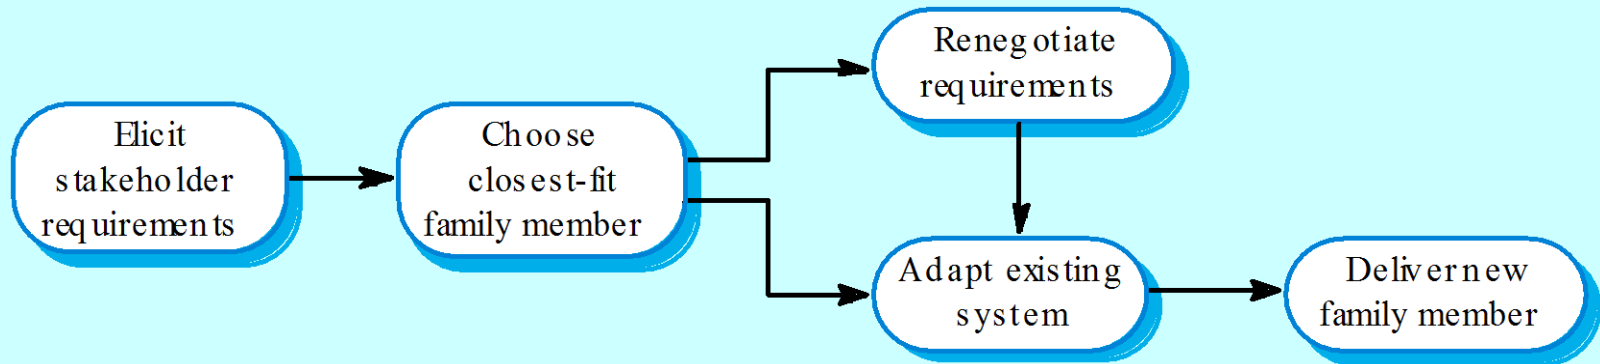 Elicit
stakeholder
requirements
Choose
closest-fit
family member
Renegotiate
requirements
Adapt existing
system
Deliver new
family member